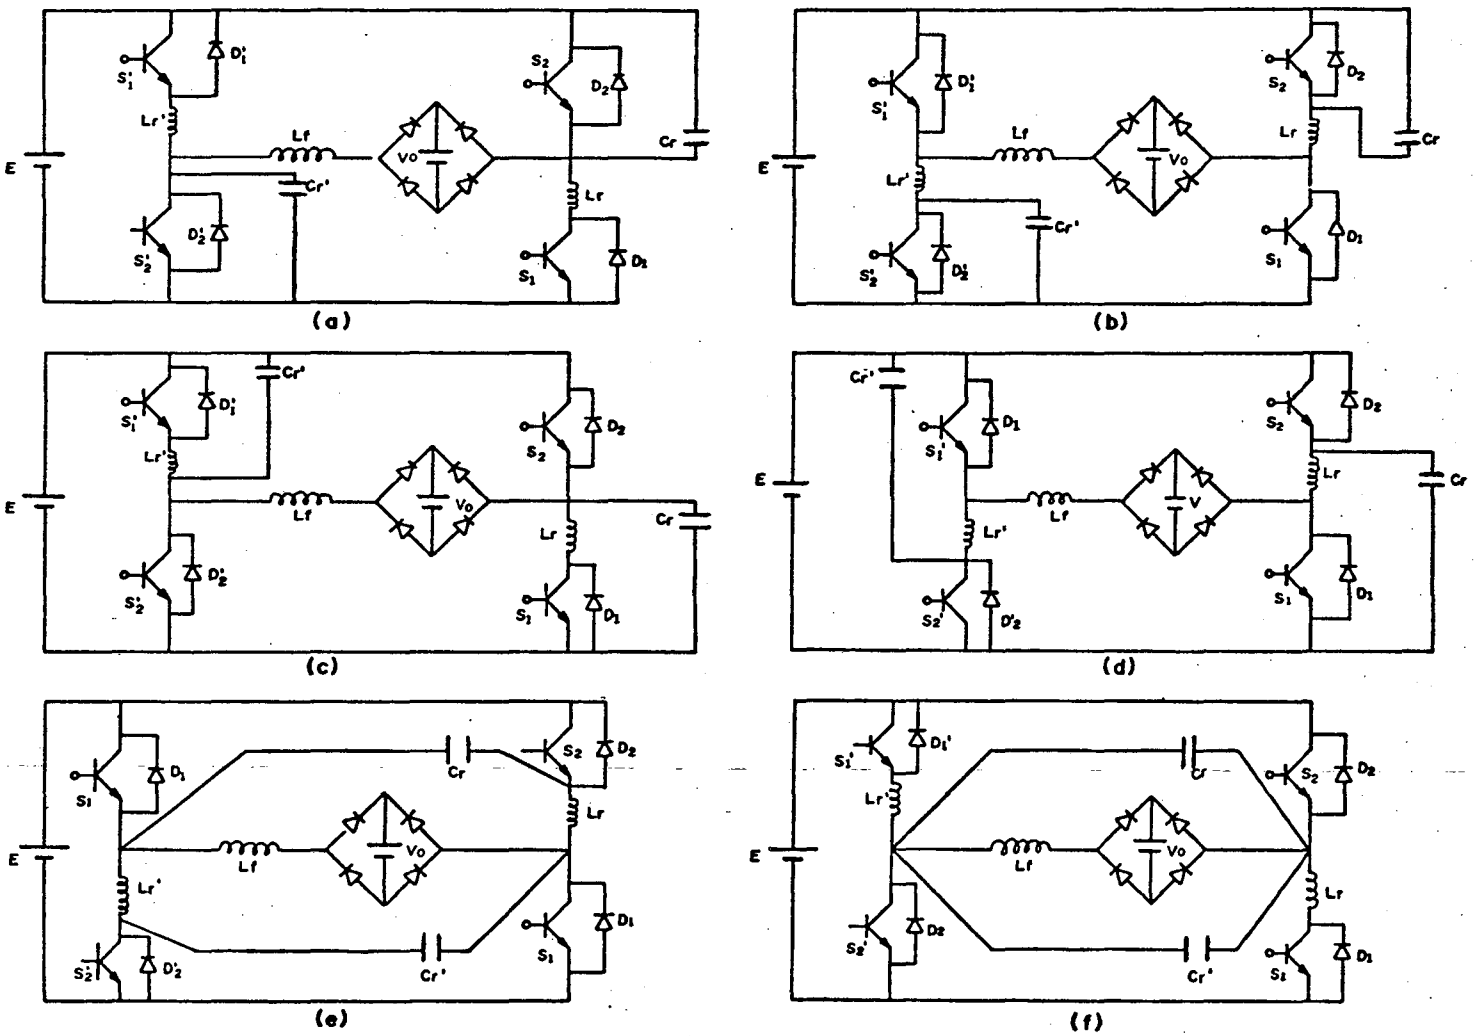 S1' D1' S2 D2
Lr' Lf Vo Cr
E Cr' Lr
S2' D2' S1 D1
(a)
S1' D1' S2 D2
Lf Vo Lr Cr
E Lr' Cr'
S2' D2' S1 D1
(b)
Cr'
S1' D1' S2 D2
Lr' Vo
E Lf Lr Cr
S2' D2' S1 D1
(c)
Cr' D2
S1' D1 S2
E Lf V Lr Cr
Lr'
S2' D'2 S1 D1
(d)
D1 Cr S2 D2
S1 Lr
E Lf Vo
Lr' D1
S2' D'2 Cr' S1
(e)
S1' D1' Cr S2 D2
Lr'
E Lf Vo Lr
S2' D2 Cr' S1 D1
(f)